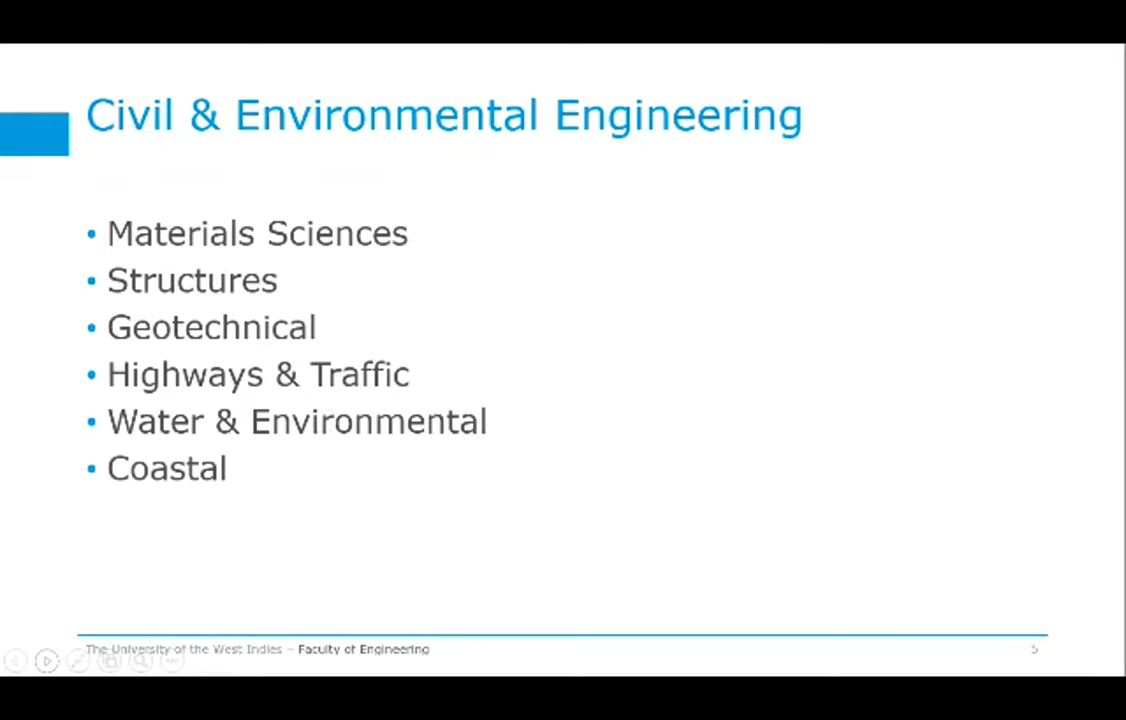 Civil & Environmental Engineering
• Materials Sciences
• Structures
• Geotechnical
• Highways & Traffic
• Water & Environmental
• Coastal
The University of the West Indies – Faculty of Engineering
5